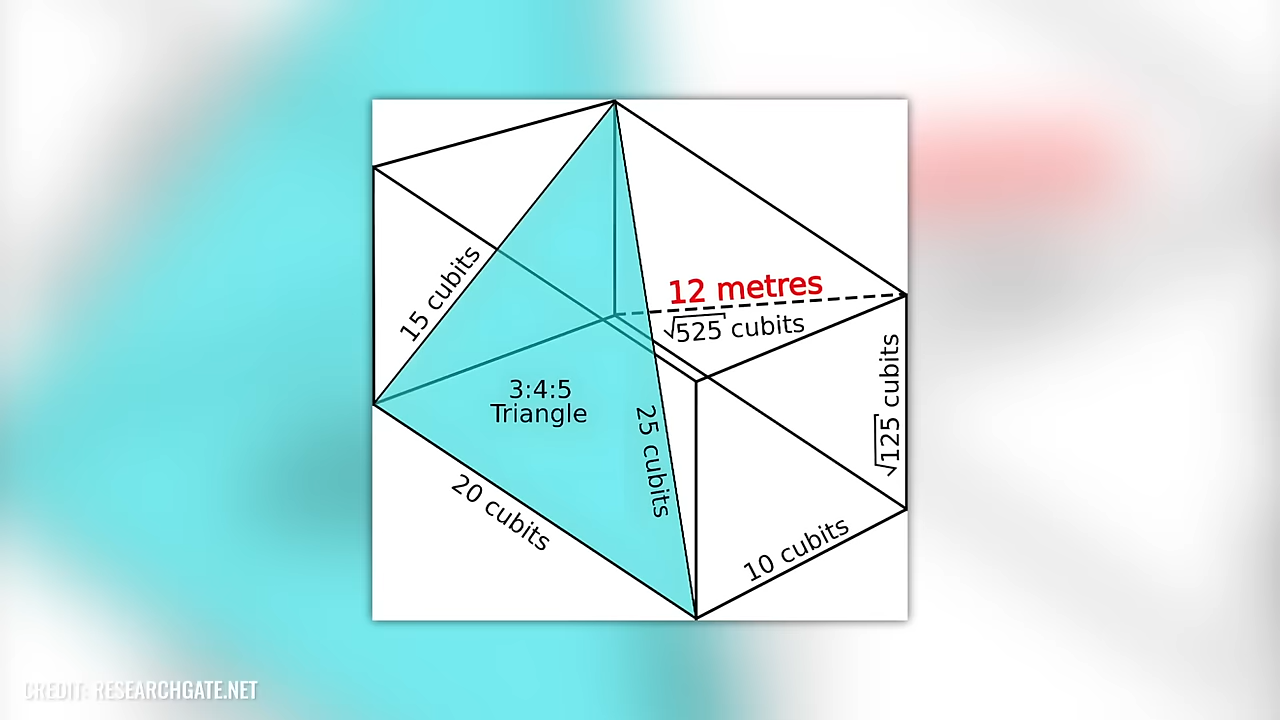 15 cubits
12 metres
√525 cubits
3:4:5
Triangle
25 cubits
√125 cubits
20 cubits
10 cubits
CREDIT: RESEARCHGATE.NET